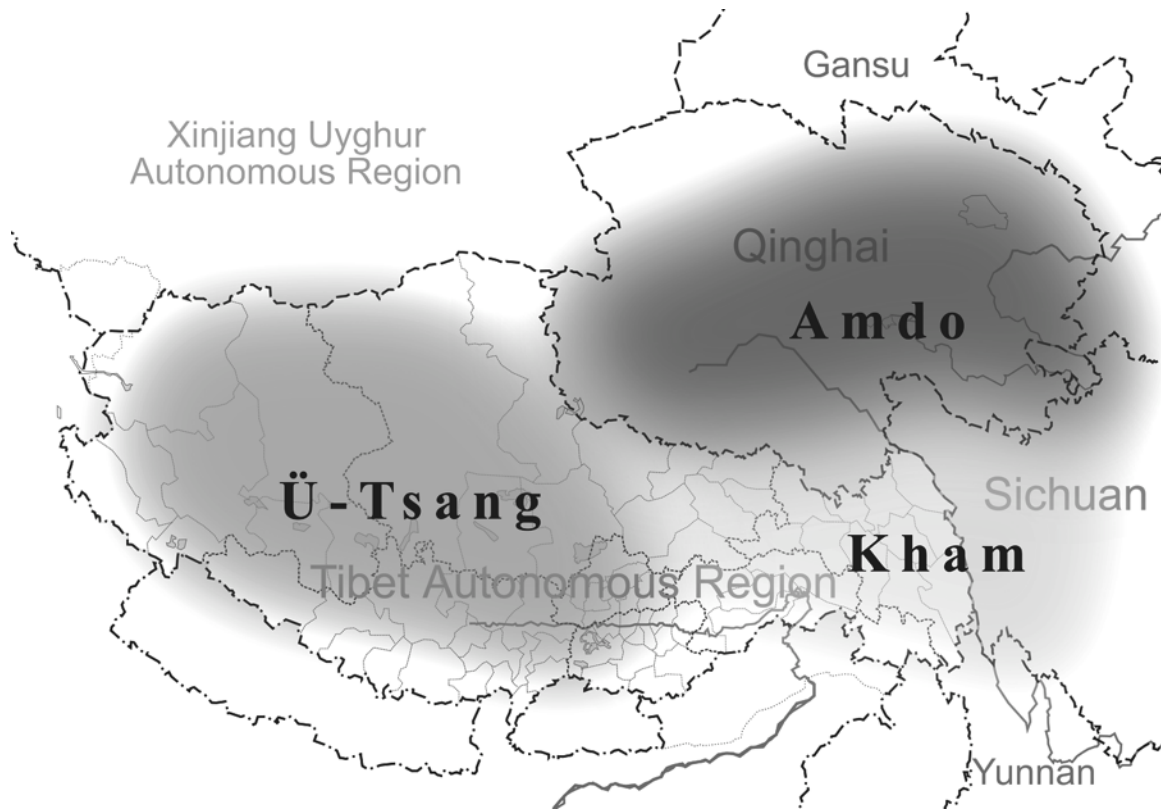 Gansu
Xinjiang Uyghur
Autonomous Region
Qinghai
Amdo
Ü-Tsang
Sichuan
Kham
Tibet Autonomous Region
Yunnan